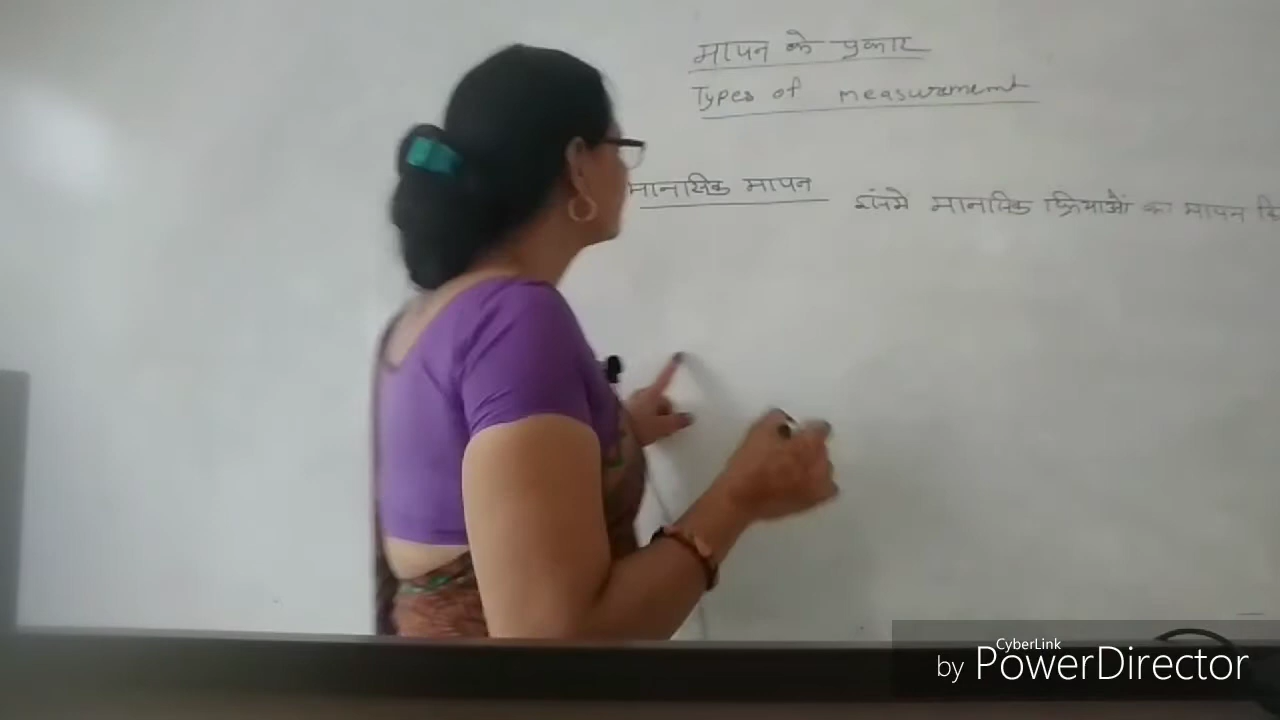 मापन के प्रकार
Types of measurement
मानसिक मापन
इसमें मानसिक क्रियाओं का मापन कि
CyberLink
by PowerDirector